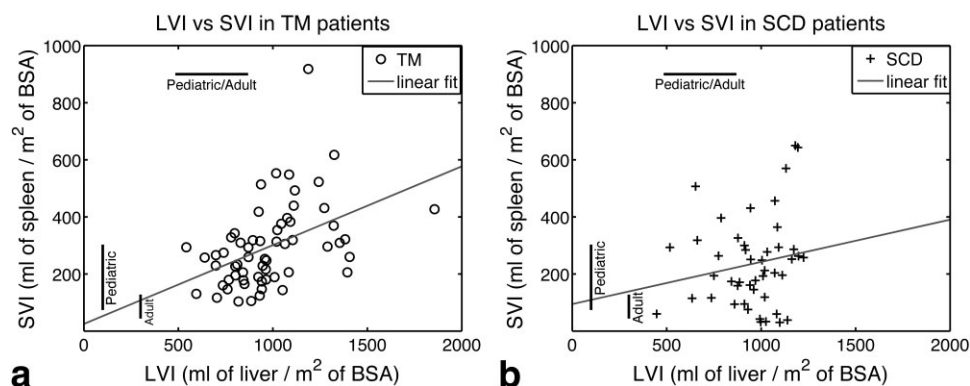 LVI vs SVI in TM patients
a
1000
800
600
400
200
0
SVI (ml of spleen / m² of BSA)
Pediatric/Adult
TM
linear fit
Pediatric
Adult
0 500 1000 1500 2000
LVI (ml of liver / m² of BSA)
LVI vs SVI in SCD patients
b
1000
800
600
400
200
0
SVI (ml of spleen / m² of BSA)
Pediatric/Adult
SCD
linear fit
Pediatric
Adult
0 500 1000 1500 2000
LVI (ml of liver / m² of BSA)